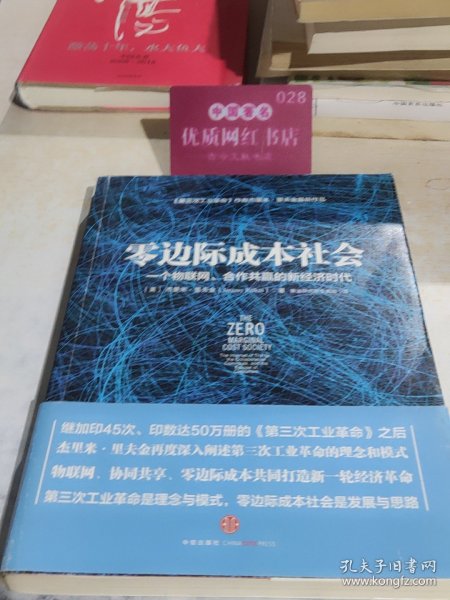 激荡十年，水大鱼大
028
中国著名
优质网红书店
零边际成本社会
一个物联网、合作共赢的新经济时代
THE
ZERO
MARGINAL
COST SOCIETY
继加印45次、印数达50万册的《第三次工业革命》之后
杰里米·里夫金再度深入阐述第三次工业革命的理念和模式
物联网、协同共享、零边际成本共同打造新一轮经济革命
第三次工业革命是理念与模式，零边际成本社会是发展与思路
中信出版社 CHINA CITIC PRESS
孔夫子旧书网
www.kongfz.com